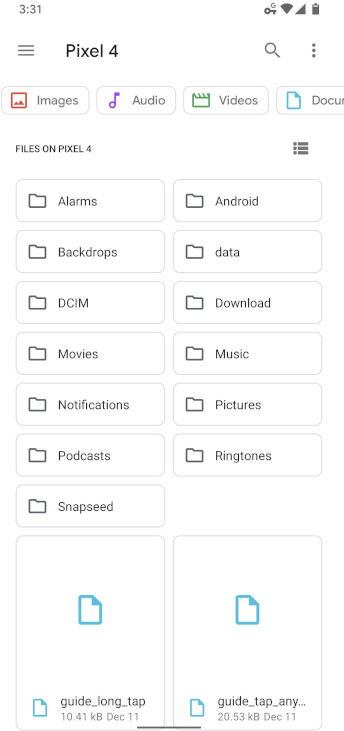 3:31
Pixel 4
Images Audio Videos Docu
FILES ON PIXEL 4
Alarms Android
Backdrops data
DCIM Download
Movies Music
Notifications Pictures
Podcasts Ringtones
Snapseed
guide_long_tap guide_tap_any...
10.41 kB Dec 11 20.53 kB Dec 11